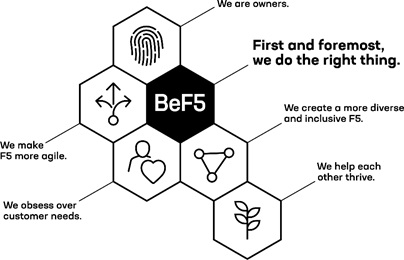 We are owners.
First and foremost,
we do the right thing.
BeF5
We create a more diverse
and inclusive F5.
We make
F5 more agile.
We help each
other thrive.
We obsess over
customer needs.